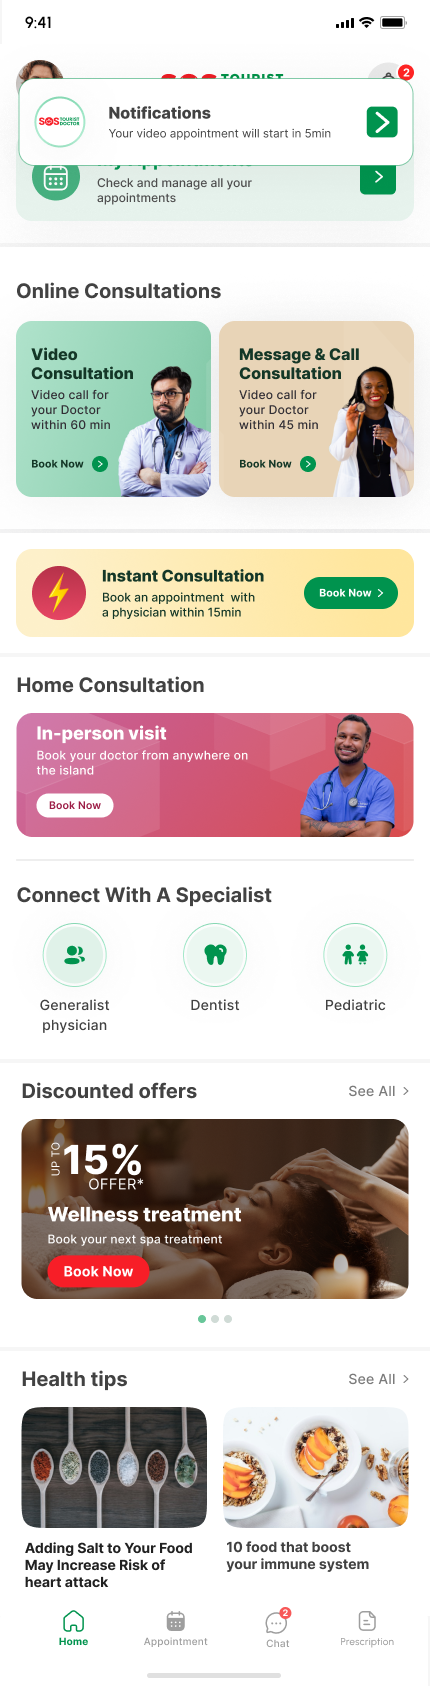 9:41
SOS TOURIST
2
SOS TOURIST DOCTOR
Notifications
Your video appointment will start in 5min
Check and manage all your
appointments
Online Consultations
Video
Consultation
Video call for
your Doctor
within 60 min
Book Now
Message & Call
Consultation
Video call for
your Doctor
within 45 min
Book Now
Instant Consultation
Book an appointment with
a physician within 15min
Book Now
Home Consultation
In-person visit
Book your doctor from anywhere on
the island
Book Now
Connect With A Specialist
Generalist
physician
Dentist
Pediatric
Discounted offers
See All
UP TO
15%
OFFER*
Wellness treatment
Book your next spa treatment
Book Now
Health tips
See All
Adding Salt to Your Food
May Increase Risk of
heart attack
10 food that boost
your immune system
Home
Appointment
2
Chat
Prescription